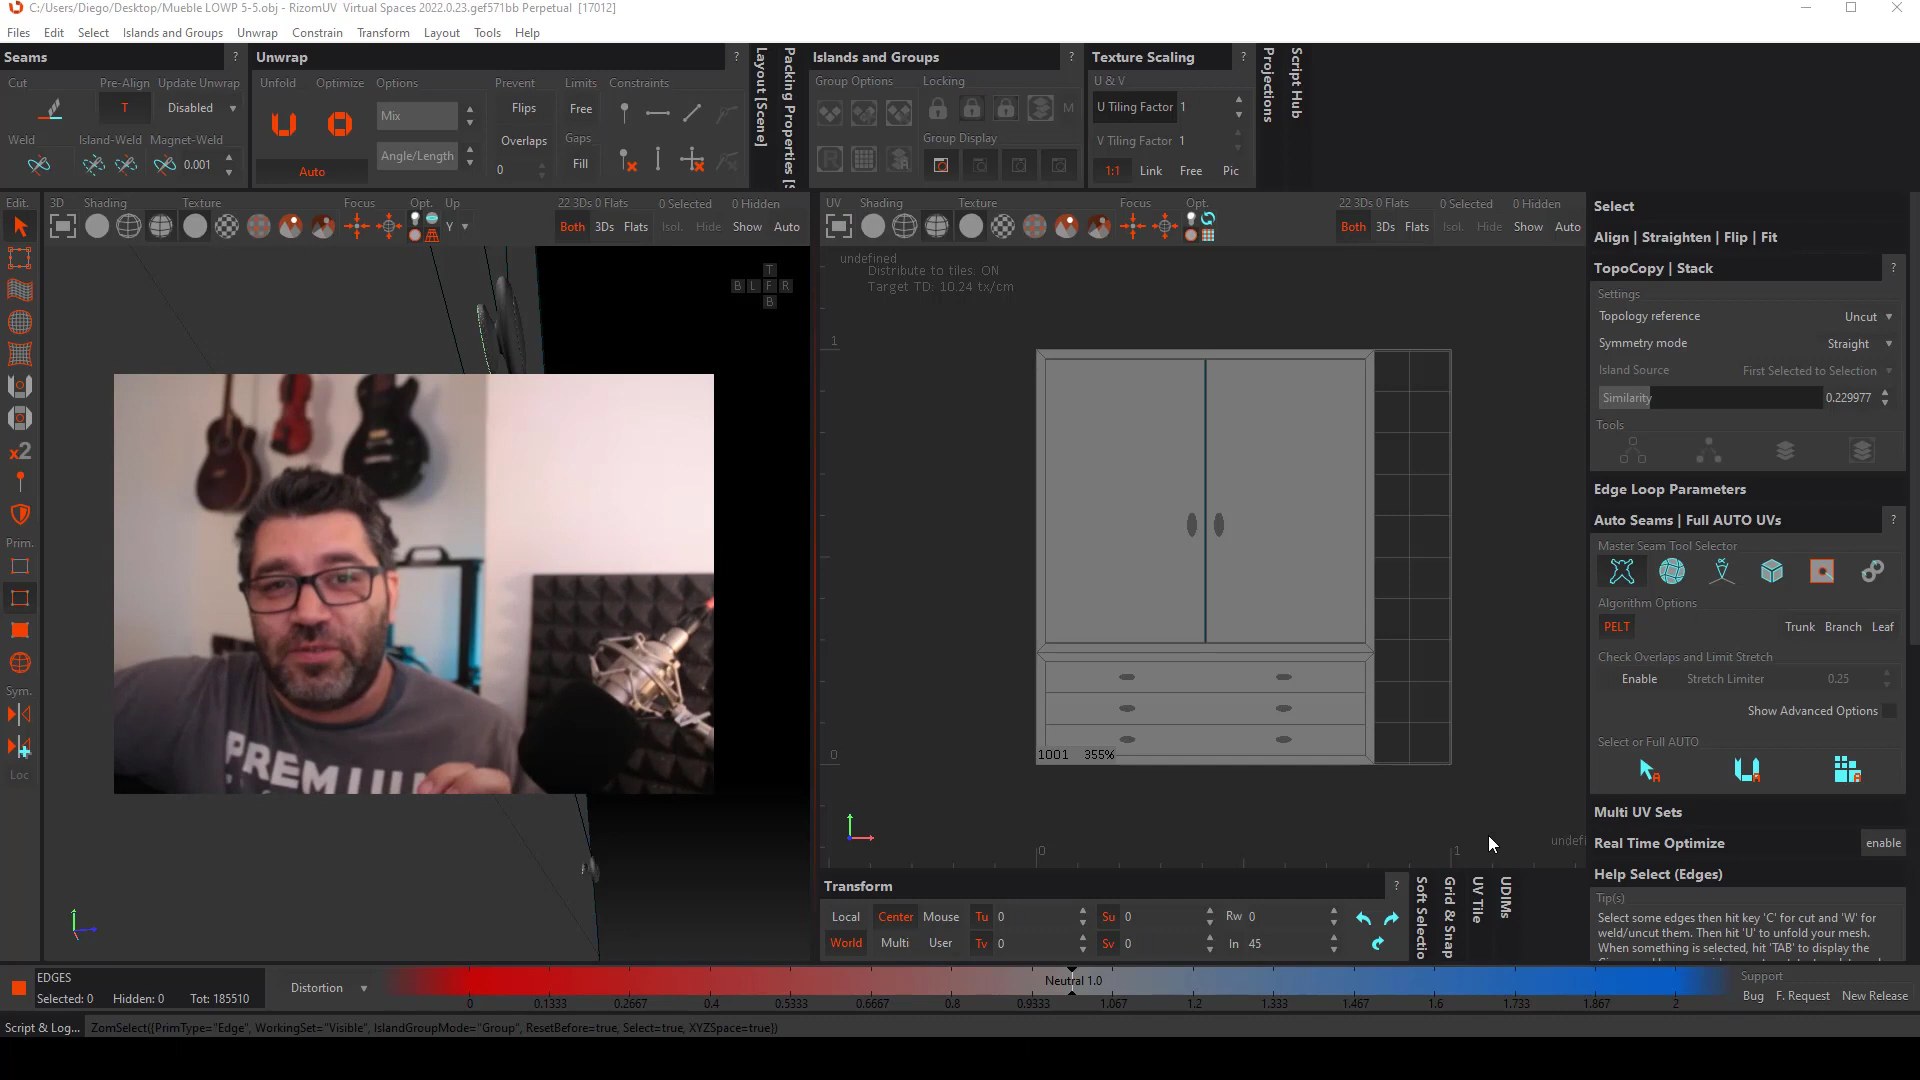 C:/Users/Diego/Desktop/Mueble LOWP 5-5.obj - RizomUV Virtual Spaces 2022.0.23.gef571bb Perpetual [17012]
Files Edit Select Islands and Groups Unwrap Constrain Transform Layout Tools Help
Seams ? Unwrap ? Layout [Scene] Packing Properties [S Islands and Groups ? Texture Scaling ? Projections Script Hub
Cut Pre-Align Update Unwrap Unfold Optimize Options Prevent Limits Constraints Group Options Locking U & V
T Disabled Mix Flips Free M U Tiling Factor 1
Weld Island-Weld Magnet-Weld Overlaps Gaps Group Display V Tiling Factor 1
0.001 Angle/Length 0 Fill R 1:1 Link Free Pic
Auto
Edit. 3D Shading Texture Focus Opt. Up 22.3Ds 0 Flats 0 Selected 0 Hidden
Y Both 3Ds Flats Isol. Hide Show Auto
UV Shading Texture Focus Opt. 22.3Ds 0 Flats 0 Selected 0 Hidden
Both 3Ds Flats Isol. Hide Show Auto
T
B L F R
B
x2
Prim.
Sym.
Loc
PREMIUM
undefined
Distribute to tiles: ON
Target TD: 10.24 tx/cm
1
0
1001 355%
0 1
undefi
Select
Align | Straighten | Flip | Fit
TopoCopy | Stack ?
Settings
Topology reference Uncut
Symmetry mode Straight
Island Source First Selected to Selection
Similarity 0.229977
Tools
Edge Loop Parameters
Auto Seams | Full AUTO UVs ?
Master Seam Tool Selector
Algorithm Options
PELT Trunk Branch Leaf
Check Overlaps and Limit Stretch
Enable Stretch Limiter 0.25
Show Advanced Options
Select or Full AUTO
Multi UV Sets
Real Time Optimize enable
Help Select (Edges)
Tip(s)
Select some edges then hit key 'C' for cut and 'W' for
weld/uncut them. Then hit 'U' to unfold your mesh.
When something is selected, hit 'TAB' to display the
Transform ? Soft Selectio Grid & Snap UV Tile UDIMs
Local Center Mouse Tu 0 Su 0 Rw 0
World Multi User Tv 0 Sv 0 In 45
EDGES
Selected: 0 Hidden: 0 Tot: 185510
Distortion
Neutral 1.0
0 0.1333 0.2667 0.4 0.5333 0.6667 0.8 0.9333 1.067 1.2 1.333 1.467 1.6 1.733 1.867 2
Support
Bug F. Request New Release
Script & Log... ZomSelect({PrimType="Edge", WorkingSet="Visible", IslandGroupMode="Group", ResetBefore=true, Select=true, XYZSpace=true})